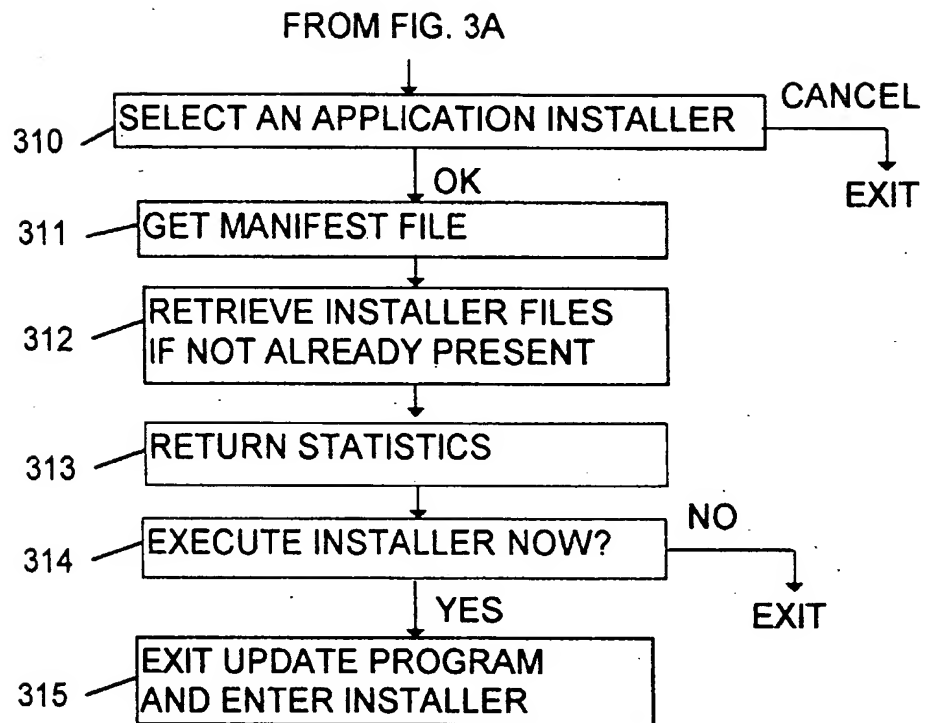 FROM FIG. 3A
310
SELECT AN APPLICATION INSTALLER
CANCEL
EXIT
OK
311
GET MANIFEST FILE
312
RETRIEVE INSTALLER FILES
IF NOT ALREADY PRESENT
313
RETURN STATISTICS
314
EXECUTE INSTALLER NOW?
NO
EXIT
YES
315
EXIT UPDATE PROGRAM
AND ENTER INSTALLER